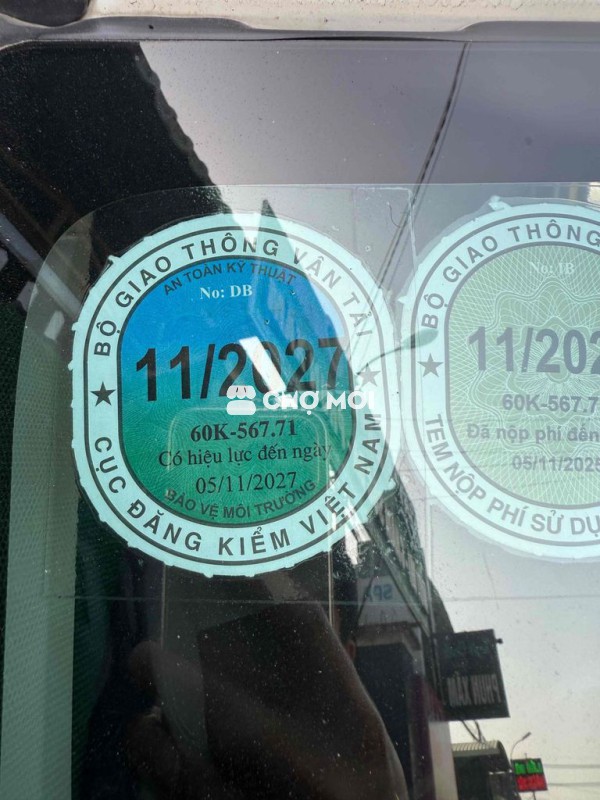 BỘ GIAO THÔNG VẬN TẢI
AN TOÀN KỸ THUẬT
No: DB
11/2027
60K-567.71
Có hiệu lực đến ngày
05/11/2027
BẢO VỆ MÔI TRƯỜNG
CỤC ĐĂNG KIỂM VIỆT NAM
CHỢ MỚI
BỘ GIAO THÔNG
No: IB
11/202
60K-567.71
Đã nộp phí đến
05/11/2025
TEM NỘP PHÍ SỬ DỤ